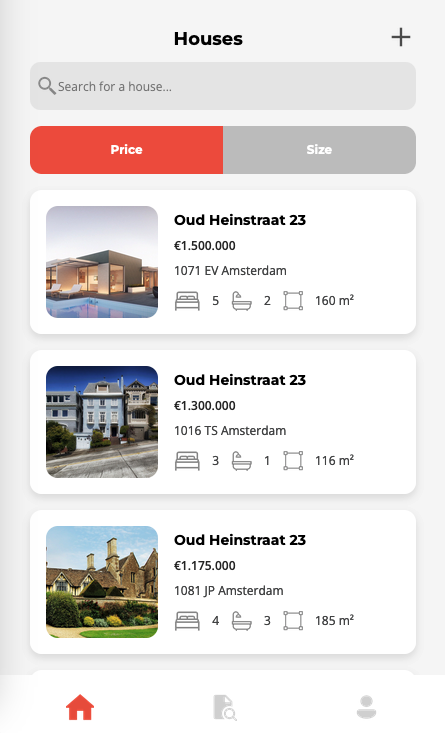 Houses
Search for a house...
Price
Size
Oud Heinstraat 23
€1.500.000
1071 EV Amsterdam
5 2 160 m²
Oud Heinstraat 23
€1.300.000
1016 TS Amsterdam
3 1 116 m²
Oud Heinstraat 23
€1.175.000
1081 JP Amsterdam
4 3 185 m²